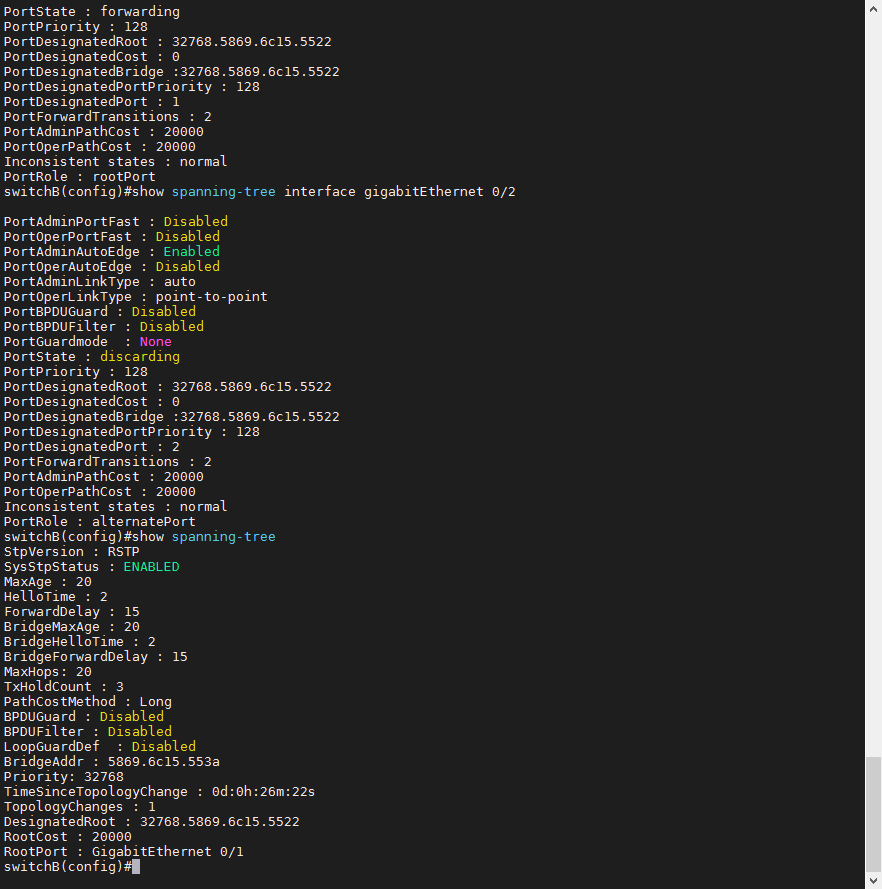 PortState : forwarding
PortPriority : 128
PortDesignatedRoot : 32768.5869.6c15.5522
PortDesignatedCost : 0
PortDesignatedBridge :32768.5869.6c15.5522
PortDesignatedPortPriority : 128
PortDesignatedPort : 1
PortForwardTransitions : 2
PortAdminPathCost : 20000
PortOperPathCost : 20000
Inconsistent states : normal
PortRole : rootPort
switchB(config)#show spanning-tree interface gigabitEthernet 0/2

PortAdminPortFast : Disabled
PortOperPortFast : Disabled
PortAdminAutoEdge : Enabled
PortOperAutoEdge : Disabled
PortAdminLinkType : auto
PortOperLinkType : point-to-point
PortBPDUGuard : Disabled
PortBPDUFilter : Disabled
PortGuardmode  : None
PortState : discarding
PortPriority : 128
PortDesignatedRoot : 32768.5869.6c15.5522
PortDesignatedCost : 0
PortDesignatedBridge :32768.5869.6c15.5522
PortDesignatedPortPriority : 128
PortDesignatedPort : 2
PortForwardTransitions : 2
PortAdminPathCost : 20000
PortOperPathCost : 20000
Inconsistent states : normal
PortRole : alternatePort
switchB(config)#show spanning-tree
StpVersion : RSTP
SysStpStatus : ENABLED
MaxAge : 20
HelloTime : 2
ForwardDelay : 15
BridgeMaxAge : 20
BridgeHelloTime : 2
BridgeForwardDelay : 15
MaxHops: 20
TxHoldCount : 3
PathCostMethod : Long
BPDUGuard : Disabled
BPDUFilter : Disabled
LoopGuardDef  : Disabled
BridgeAddr : 5869.6c15.553a
Priority: 32768
TimeSinceTopologyChange : 0d:0h:26m:22s
TopologyChanges : 1
DesignatedRoot : 32768.5869.6c15.5522
RootCost : 20000
RootPort : GigabitEthernet 0/1
switchB(config)#